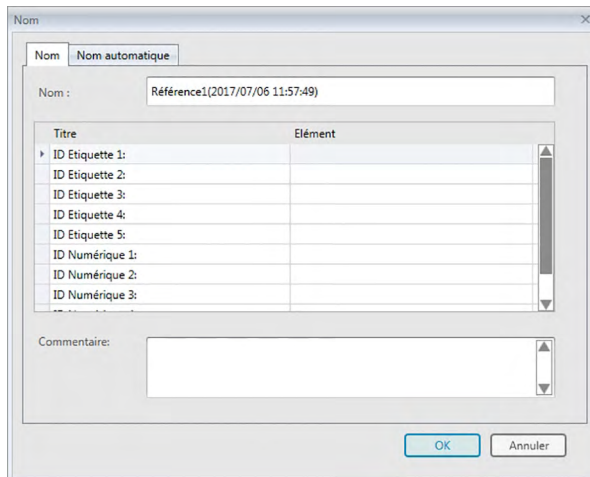 Nom
Nom Nom automatique
Nom : Référence1(2017/07/06 11:57:49)
Titre Elément
ID Etiquette 1:
ID Etiquette 2:
ID Etiquette 3:
ID Etiquette 4:
ID Etiquette 5:
ID Numérique 1:
ID Numérique 2:
ID Numérique 3:
Commentaire:
OK Annuler